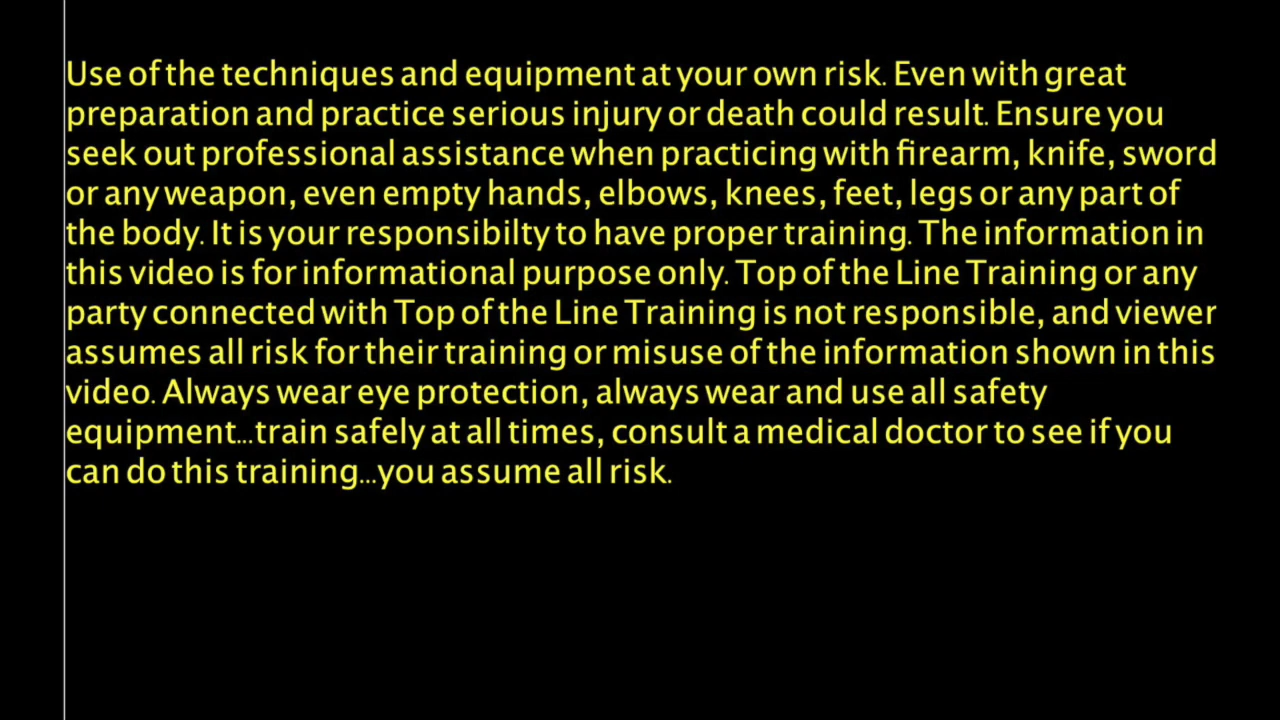 Use of the techniques and equipment at your own risk. Even with great
preparation and practice serious injury or death could result. Ensure you
seek out professional assistance when practicing with firearm, knife, sword
or any weapon, even empty hands, elbows, knees, feet, legs or any part of
the body. It is your responsibilty to have proper training. The information in
this video is for informational purpose only. Top of the Line Training or any
party connected with Top of the Line Training is not responsible, and viewer
assumes all risk for their training or misuse of the information shown in this
video. Always wear eye protection, always wear and use all safety
equipment...train safely at all times, consult a medical doctor to see if you
can do this training...you assume all risk.